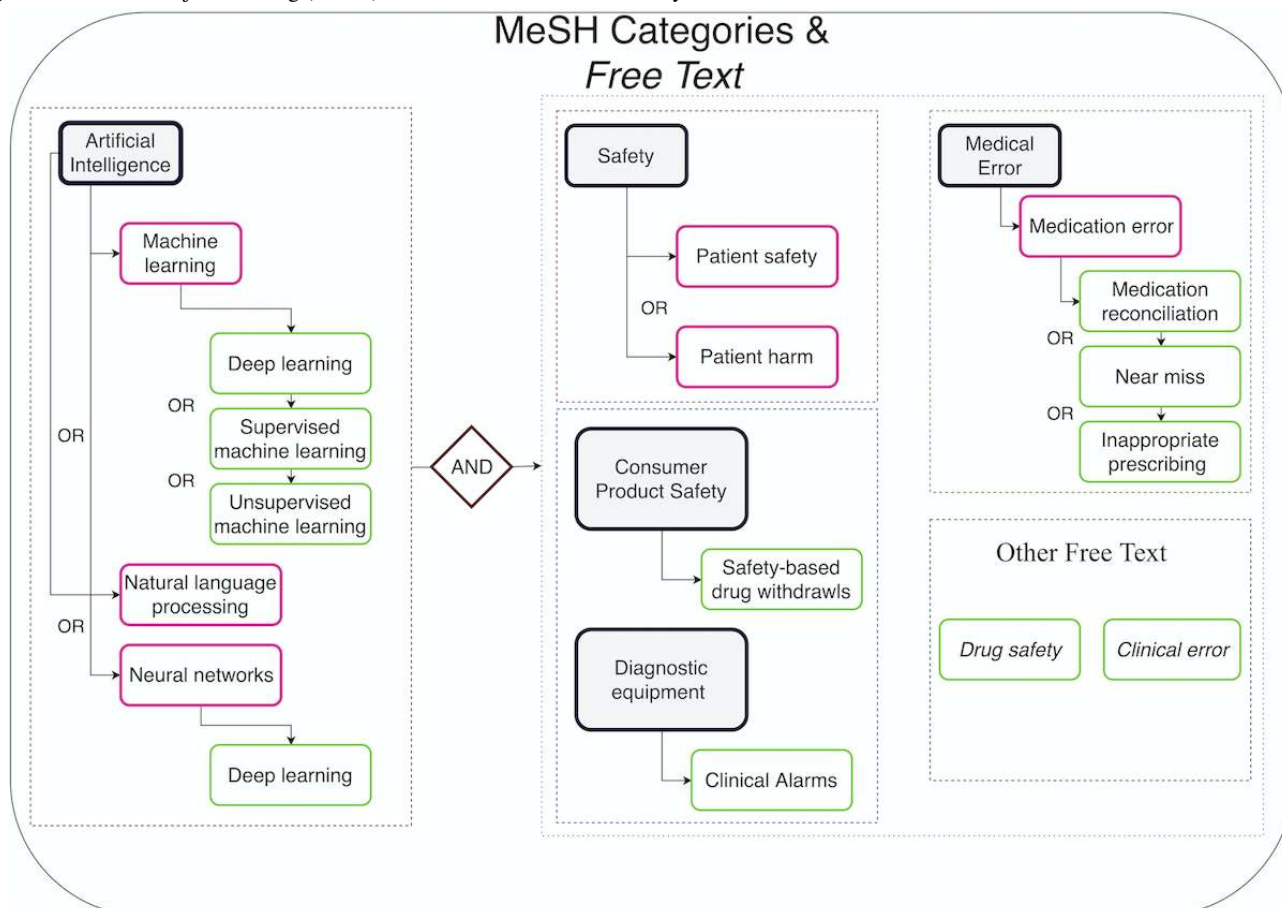 MeSH Categories &
Free Text
Artificial
Intelligence
Machine
learning
Deep learning
OR
Supervised
machine learning
OR
OR
Unsupervised
machine learning
Natural language
processing
OR
Neural networks
Deep learning
AND
Safety
Patient safety
OR
Patient harm
Consumer
Product Safety
Safety-based
drug withdrawls
Diagnostic
equipment
Clinical Alarms
Medical
Error
Medication error
Medication
reconciliation
OR
Near miss
OR
Inappropriate
prescribing
Other Free Text
Drug safety
Clinical error